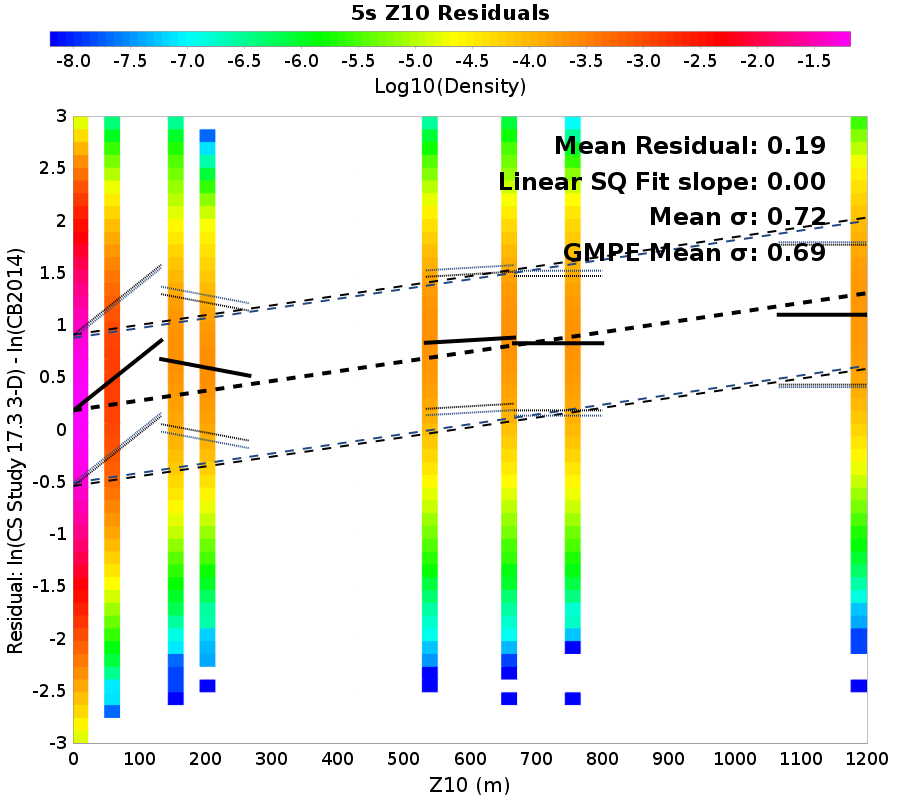 5s Z10 Residuals
-8.0 -7.5 -7.0 -6.5 -6.0 -5.5 -5.0 -4.5 -4.0 -3.5 -3.0 -2.5 -2.0 -1.5
Log10(Density)
Mean Residual: 0.19
Linear SQ Fit slope: 0.00
Mean σ: 0.72
GMPE Mean σ: 0.69
Residual: ln(CS Study 17.3 3-D) - ln(CB2014)
3
2.5
2
1.5
1
0.5
0
-0.5
-1
-1.5
-2
-2.5
-3
0 100 200 300 400 500 600 700 800 900 1000 1100 1200
Z10 (m)